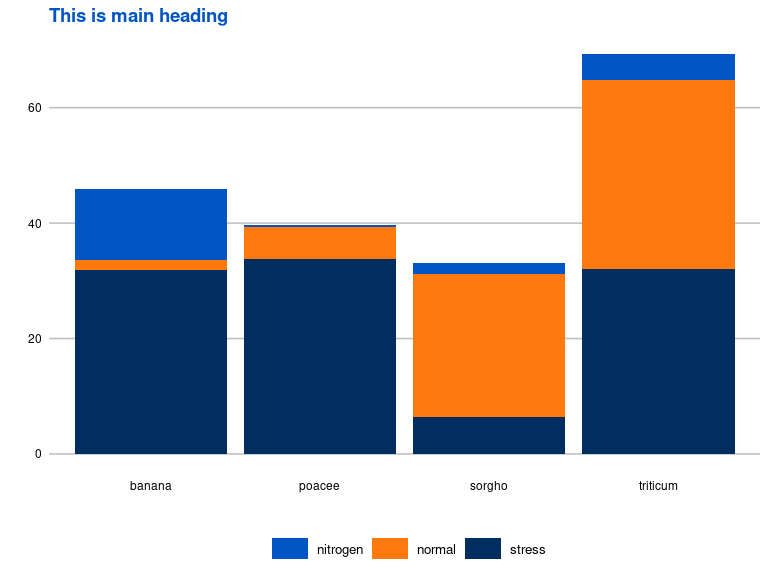 This is main heading
60
40
20
0
banana poacee sorgho triticum
nitrogen normal stress